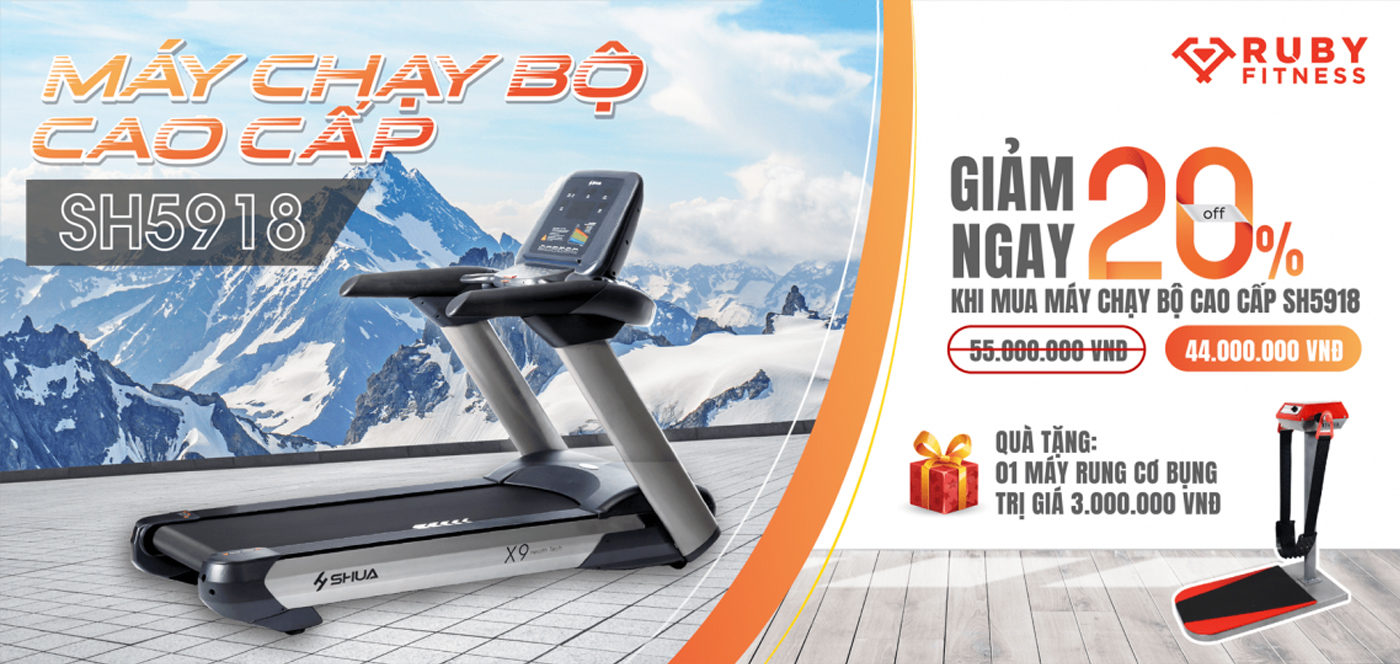 MÁY CHẠY BỘ
CAO CẤP
SH5918
SHUA
SHUA
X9
RUBY
FITNESS
GIẢM
NGAY
20%
off
KHI MUA MÁY CHẠY BỘ CAO CẤP SH5918
55.000.000 VNĐ
44.000.000 VNĐ
QUÀ TẶNG:
01 MÁY RUNG CƠ BỤNG
TRỊ GIÁ 3.000.000 VNĐ